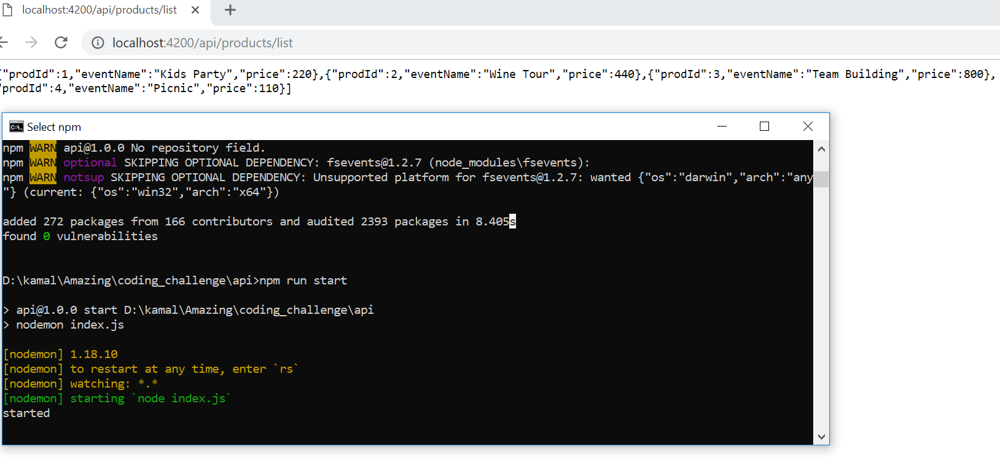 localhost:4200/api/products/list
localhost:4200/api/products/list
{"prodId":1,"eventName":"Kids Party","price":220},{"prodId":2,"eventName":"Wine Tour","price":440},{"prodId":3,"eventName":"Team Building","price":800},
"prodId":4,"eventName":"Picnic","price":110}]
Select npm
npm WARN api@1.0.0 No repository field.
npm WARN optional SKIPPING OPTIONAL DEPENDENCY: fsevents@1.2.7 (node_modules\fsevents):
npm WARN notsup SKIPPING OPTIONAL DEPENDENCY: Unsupported platform for fsevents@1.2.7: wanted {"os":"darwin","arch":"any
"} (current: {"os":"win32","arch":"x64"})
added 272 packages from 166 contributors and audited 2393 packages in 8.405s
found 0 vulnerabilities
D:\kamal\Amazing\coding_challenge\api>npm run start
> api@1.0.0 start D:\kamal\Amazing\coding_challenge\api
> nodemon index.js
[nodemon] 1.18.10
[nodemon] to restart at any time, enter `rs`
[nodemon] watching: *.*
[nodemon] starting `node index.js`
started